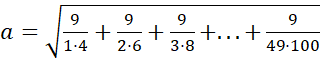 a = √(9/(1·4) + 9/(2·6) + 9/(3·8) +...+ 9/(49·100))